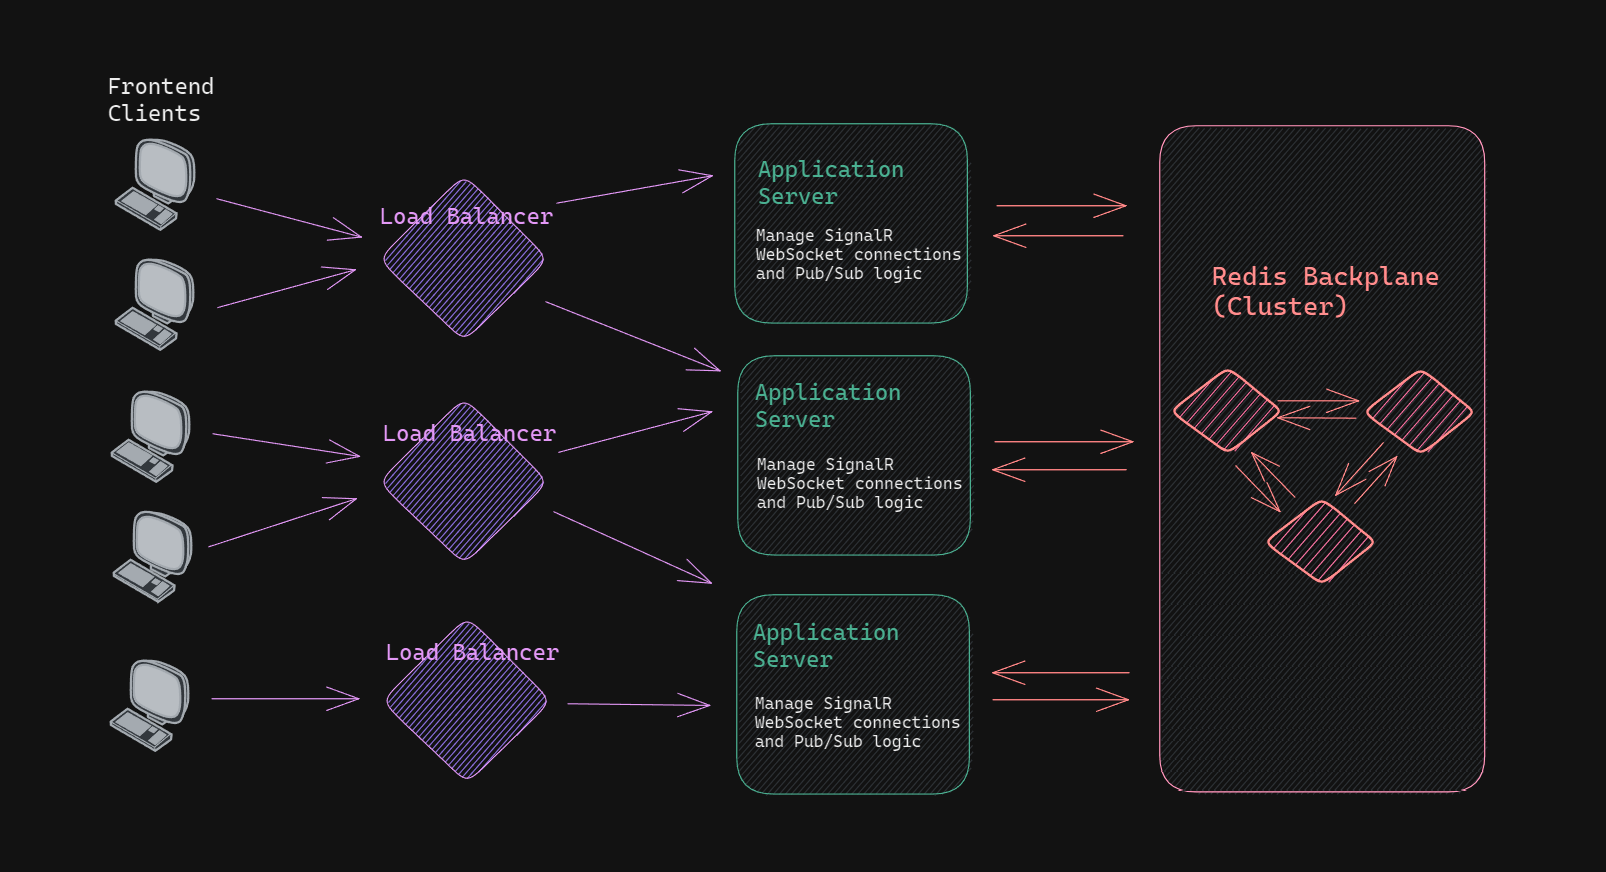 Frontend
Clients
Load Balancer
Load Balancer
Load Balancer
Application
Server
Manage SignalR
WebSocket connections
and Pub/Sub logic
Application
Server
Manage SignalR
WebSocket connections
and Pub/Sub logic
Application
Server
Manage SignalR
WebSocket connections
and Pub/Sub logic
Redis Backplane
(Cluster)